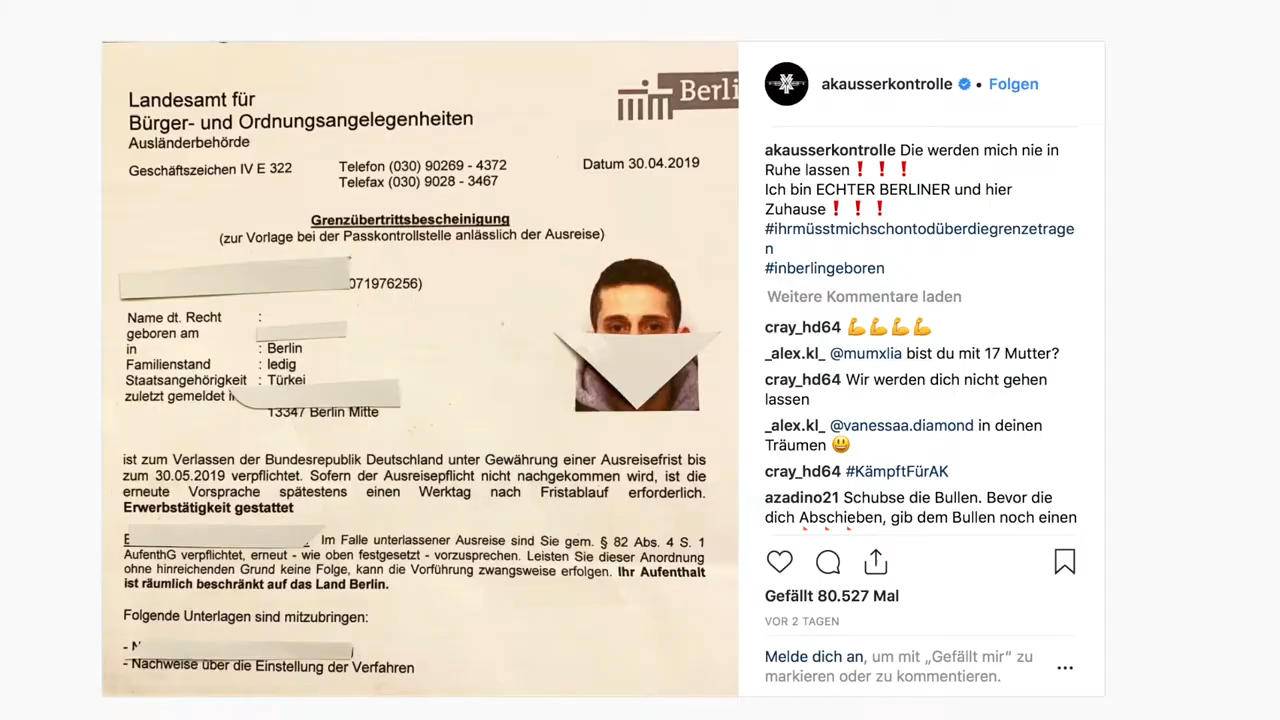 Landesamt für
Bürger- und Ordnungsangelegenheiten
Ausländerbehörde
Berli
Geschäftszeichen IV E 322
Telefon (030) 90269 - 4372
Telefax (030) 9028 - 3467
Datum 30.04.2019
Grenzübertrittsbescheinigung
(zur Vorlage bei der Passkontrollstelle anlässlich der Ausreise)
071976256)
Name dt. Recht :
geboren am
in : Berlin
Familienstand : ledig
Staatsangehörigkeit : Türkei
zuletzt gemeldet
13347 Berlin Mitte
ist zum Verlassen der Bundesrepublik Deutschland unter Gewährung einer Ausreisefrist bis
zum 30.05.2019 verpflichtet. Sofern der Ausreisepflicht nicht nachgekommen wird, ist die
erneute Vorsprache spätestens einen Werktag nach Fristablauf erforderlich.
Erwerbstätigkeit gestattet
Im Falle unterlassener Ausreise sind Sie gem. § 82 Abs. 4 S. 1
AufenthG verpflichtet, erneut - wie oben festgesetzt - vorzusprechen. Leisten Sie dieser Anordnung
ohne hinreichenden Grund keine Folge, kann die Vorführung zwangsweise erfolgen. Ihr Aufenthalt
ist räumlich beschränkt auf das Land Berlin.
Folgende Unterlagen sind mitzubringen:
- Nachweise über die Einstellung der Verfahren
akausserkontrolle • Folgen
akausserkontrolle Die werden mich nie in
Ruhe lassen❗❗❗
Ich bin ECHTER BERLINER und hier
Zuhause❗❗❗
#ihrmüsstmichschontodüberdiegrenzetrage
n
#inberlingeboren
Weitere Kommentare laden
cray_hd64 💪💪💪💪
_alex.kl_ @mumxlia bist du mit 17 Mutter?
cray_hd64 Wir werden dich nicht gehen
lassen
_alex.kl_ @vanessaa.diamond in deinen
Träumen 😃
cray_hd64 #KämpftFürAK
azadino21 Schubse die Bullen. Bevor die
dich Abschieben, gib dem Bullen noch einen
Gefällt 80.527 Mal
VOR 2 TAGEN
Melde dich an, um mit „Gefällt mir“ zu
markieren oder zu kommentieren.